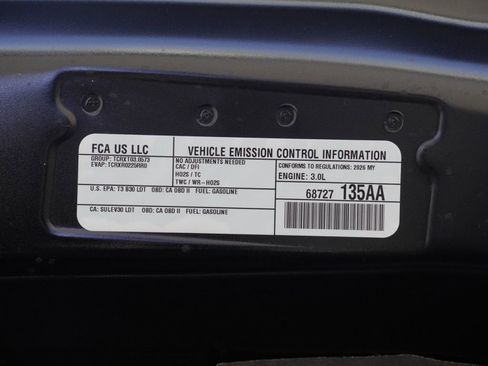 FCA US LLC
GROUP: TCRXT03.0573
EVAP: TCRXR0225RR0
VEHICLE EMISSION CONTROL INFORMATION
NO ADJUSTMENTS NEEDED
CAC / DFI
HO2S / TC
TWC / WR-HO2S
CONFORMS TO REGULATIONS: 2026 MY
ENGINE: 3.0L
U.S. EPA: T3 B30 LDT OBD: CA OBD II FUEL: GASOLINE
CA: SULEV30 LDT OBD: CA OBD II FUEL: GASOLINE
68727 135AA